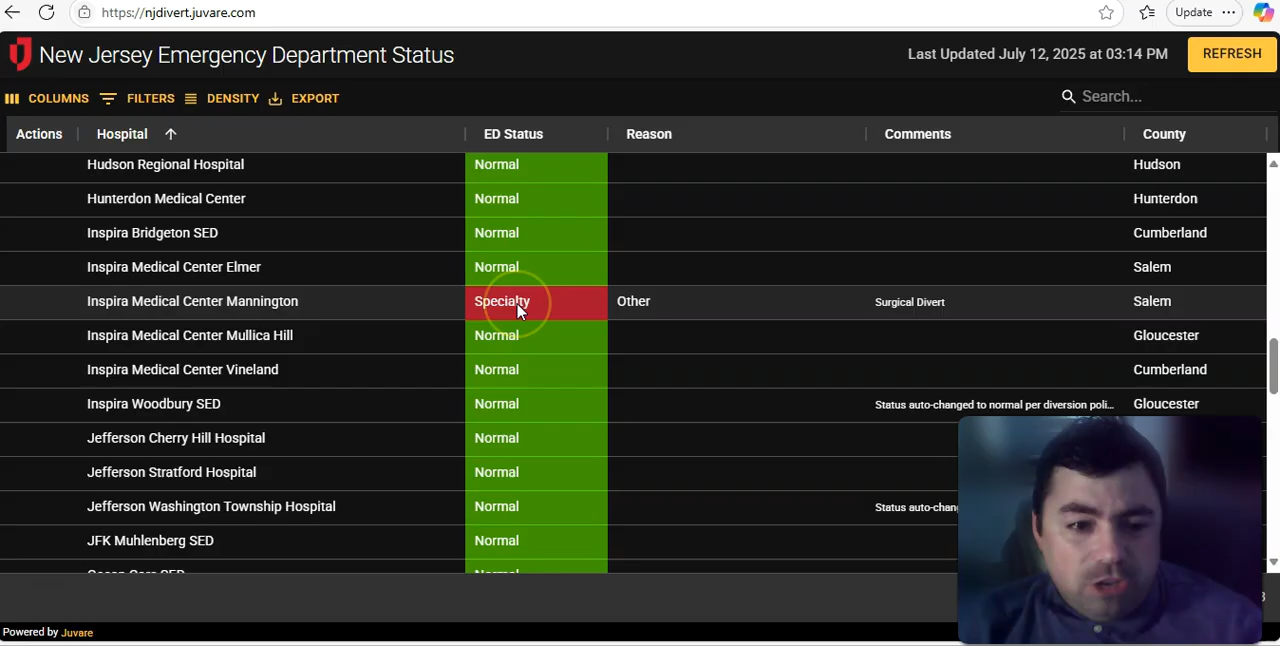 https://njdivert.juvare.com
Update
New Jersey Emergency Department Status
Last Updated July 12, 2025 at 03:14 PM
REFRESH
COLUMNS FILTERS DENSITY EXPORT
Search...
Actions Hospital ED Status Reason Comments County
Hudson Regional Hospital Normal Hudson
Hunterdon Medical Center Normal Hunterdon
Inspira Bridgeton SED Normal Cumberland
Inspira Medical Center Elmer Normal Salem
Inspira Medical Center Mannington Specialty Other Surgical Divert Salem
Inspira Medical Center Mullica Hill Normal Gloucester
Inspira Medical Center Vineland Normal Cumberland
Inspira Woodbury SED Normal Status auto-changed to normal per diversion poli... Gloucester
Jefferson Cherry Hill Hospital Normal
Jefferson Stratford Hospital Normal
Jefferson Washington Township Hospital Normal Status auto-chang
JFK Muhlenberg SED Normal
Powered by Juvare